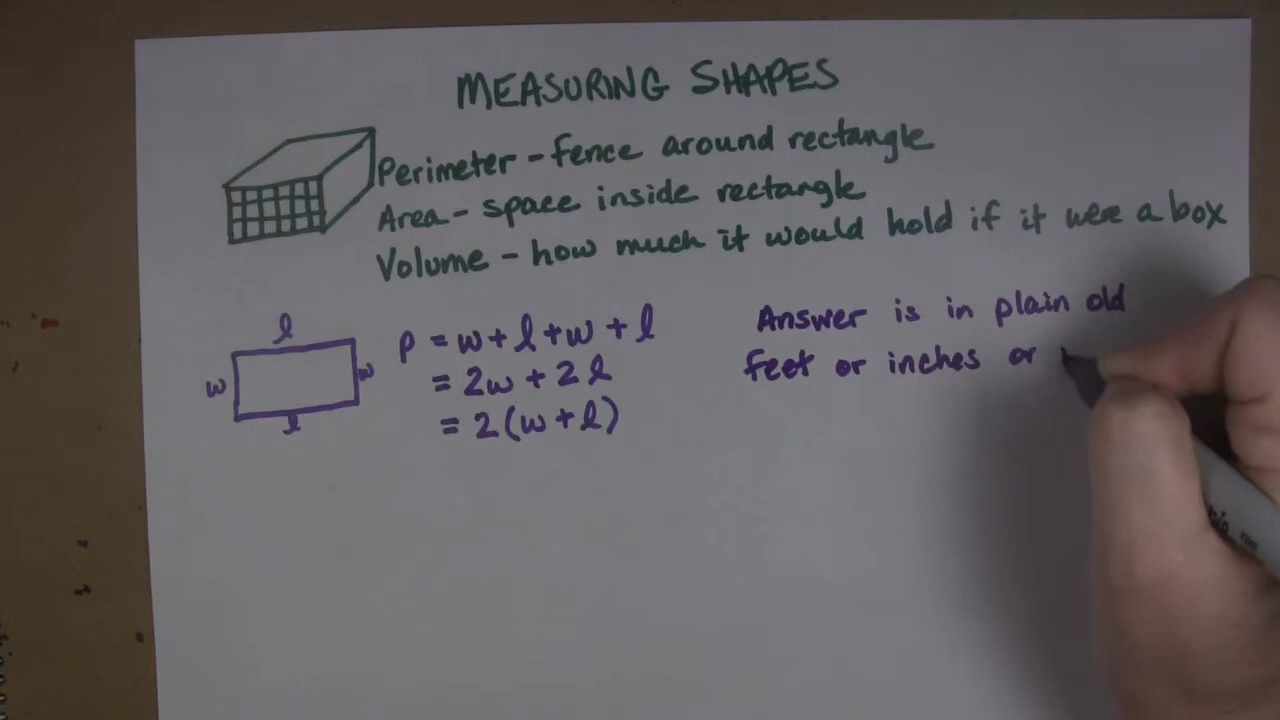 MEASURING SHAPES
Perimeter - fence around rectangle
Area - space inside rectangle
Volume - how much it would hold if it were a box
l
w
w
l
P = w + l + w + l
= 2w + 2l
= 2(w + l)
Answer is in plain old
feet or inches or